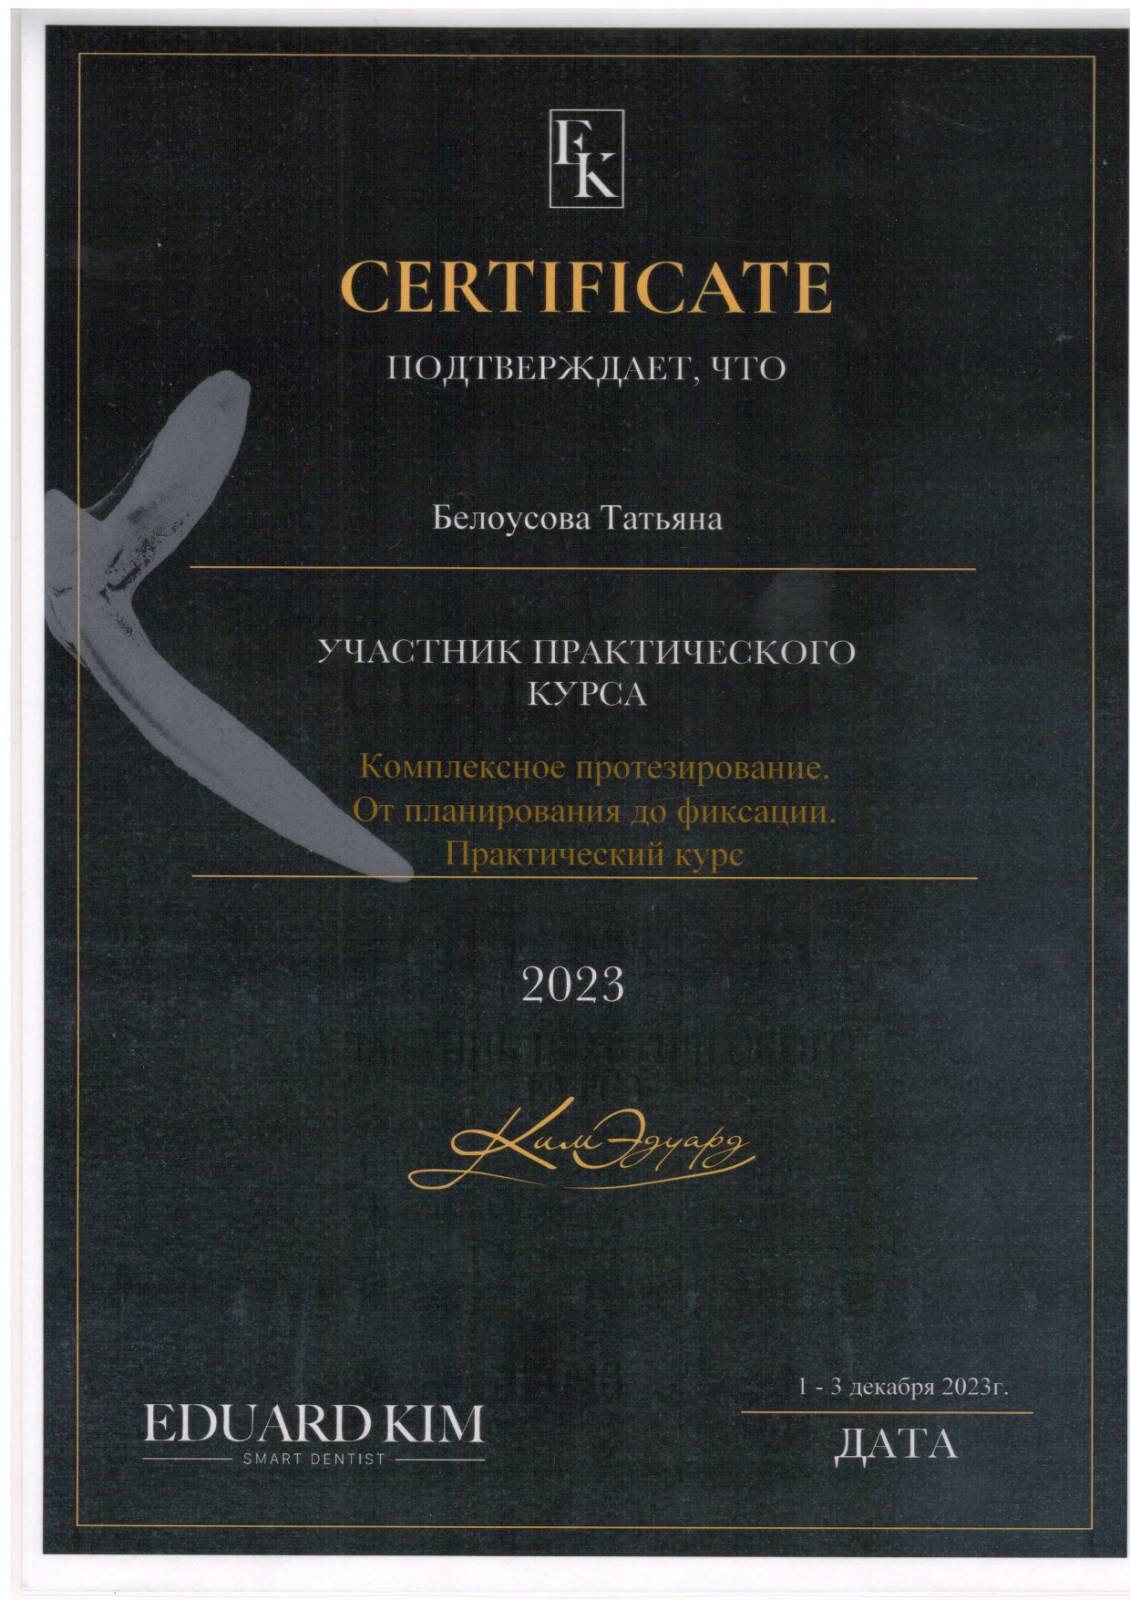 EK
CERTIFICATE
ПОДТВЕРЖДАЕТ, ЧТО
Белоусова Татьяна
УЧАСТНИК ПРАКТИЧЕСКОГО
КУРСА
Комплексное протезирование.
От планирования до фиксации.
Практический курс
2023
Ким Эдуард
EDUARD KIM
SMART DENTIST
1 - 3 декабря 2023г.
ДАТА